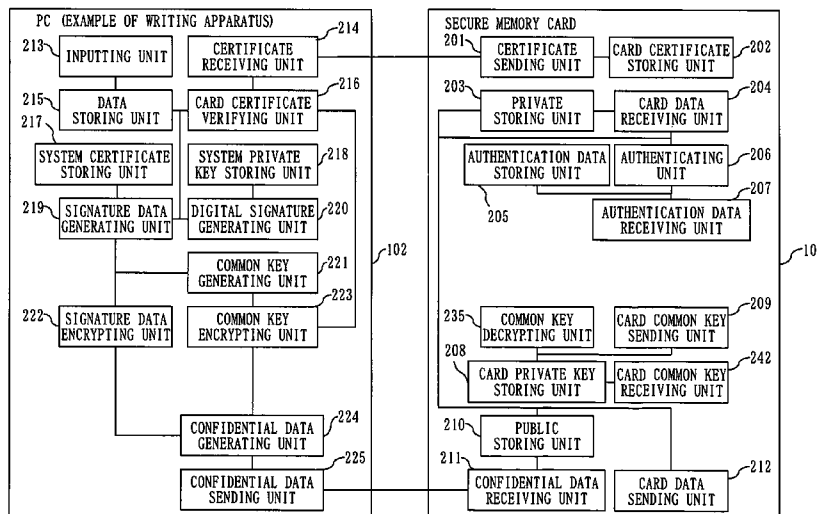 PC (EXAMPLE OF WRITING APPARATUS)
213
INPUTTING UNIT
214
CERTIFICATE
RECEIVING UNIT
215
DATA
STORING UNIT
216
CARD CERTIFICATE
VERIFYING UNIT
217
SYSTEM CERTIFICATE
STORING UNIT
218
SYSTEM PRIVATE
KEY STORING UNIT
219
SIGNATURE DATA
GENERATING UNIT
220
DIGITAL SIGNATURE
GENERATING UNIT
221
COMMON KEY
GENERATING UNIT
102
222
SIGNATURE DATA
ENCRYPTING UNIT
223
COMMON KEY
ENCRYPTING UNIT
224
CONFIDENTIAL DATA
GENERATING UNIT
225
CONFIDENTIAL DATA
SENDING UNIT
SECURE MEMORY CARD
201
CERTIFICATE
SENDING UNIT
202
CARD CERTIFICATE
STORING UNIT
203
PRIVATE
STORING UNIT
204
CARD DATA
RECEIVING UNIT
AUTHENTICATION DATA
STORING UNIT
205
206
AUTHENTICATING
UNIT
207
AUTHENTICATION DATA
RECEIVING UNIT
10
235
COMMON KEY
DECRYPTING UNIT
209
CARD COMMON KEY
SENDING UNIT
208
CARD PRIVATE KEY
STORING UNIT
242
CARD COMMON KEY
RECEIVING UNIT
210
PUBLIC
STORING UNIT
211
CONFIDENTIAL DATA
RECEIVING UNIT
212
CARD DATA
SENDING UNIT